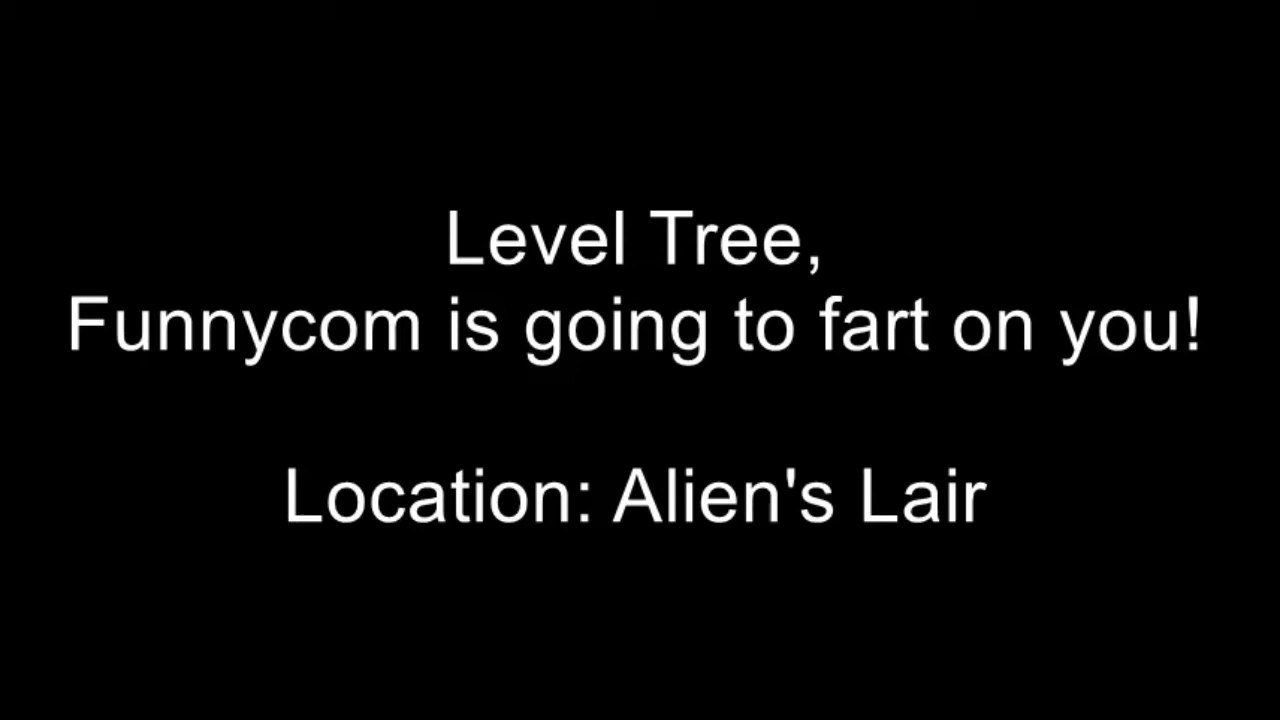 Level Tree,
Funnycom is going to fart on you!
Location: Alien's Lair